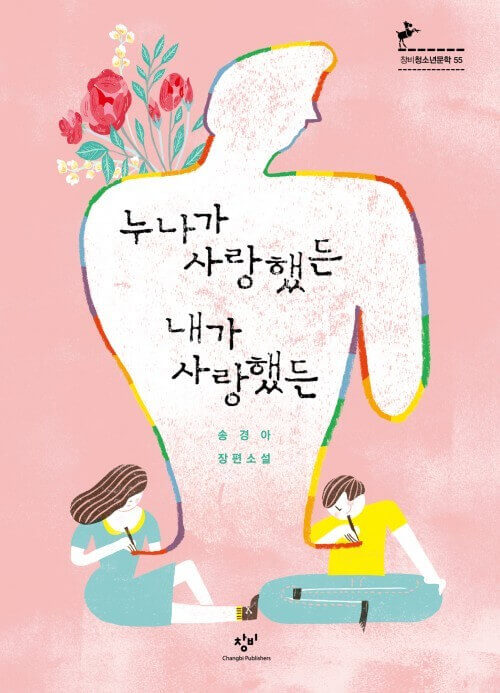 창비청소년문학 55
누나가
사랑했든
내가
사랑했든
송경아
장편소설
창비
Changbi Publishers